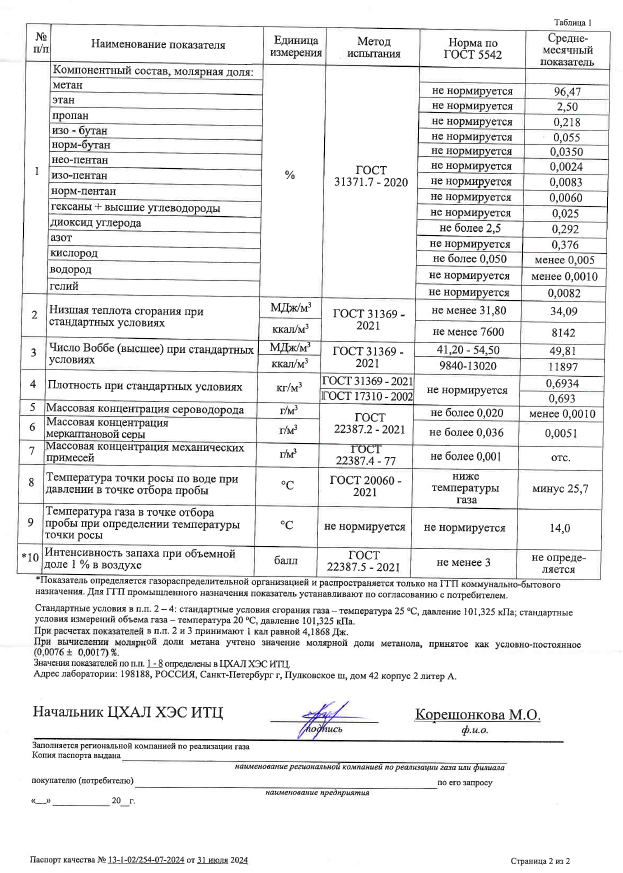 Таблица 1
№ п/п Наименование показателя Единица измерения Метод испытания Норма по ГОСТ 5542 Средне-месячный показатель
1 Компонентный состав, молярная доля: % ГОСТ 31371.7 - 2020
метан не нормируется 96,47
этан не нормируется 2,50
пропан не нормируется 0,218
изо - бутан не нормируется 0,055
норм-бутан не нормируется 0,0350
нео-пентан не нормируется 0,0024
изо-пентан не нормируется 0,0083
норм-пентан не нормируется 0,0060
гексаны + высшие углеводороды не нормируется 0,025
диоксид углерода не более 2,5 0,292
азот не нормируется 0,376
кислород не более 0,050 менее 0,005
водород не нормируется менее 0,0010
гелий не нормируется 0,0082
2 Низшая теплота сгорания при стандартных условиях МДж/м³ ГОСТ 31369 - 2021 не менее 31,80 34,09
ккал/м³ не менее 7600 8142
3 Число Воббе (высшее) при стандартных условиях МДж/м³ ГОСТ 31369 - 2021 41,20 - 54,50 49,81
ккал/м³ 9840-13020 11897
4 Плотность при стандартных условиях кг/м³ ГОСТ 31369 - 2021 не нормируется 0,6934
ГОСТ 17310 - 2002 0,693
5 Массовая концентрация сероводорода г/м³ ГОСТ 22387.2 - 2021 не более 0,020 менее 0,0010
6 Массовая концентрация меркаптановой серы г/м³ не более 0,036 0,0051
7 Массовая концентрация механических примесей г/м³ ГОСТ 22387.4 - 77 не более 0,001 отс.
8 Температура точки росы по воде при давлении в точке отбора пробы °С ГОСТ 20060 - 2021 ниже температуры газа минус 25,7
9 Температура газа в точке отбора пробы при определении температуры точки росы °С не нормируется не нормируется 14,0
*10 Интенсивность запаха при объемной доле 1 % в воздухе балл ГОСТ 22387.5 - 2021 не менее 3 не опреде-ляется
*Показатель определяется газораспределительной организацией и распространяется только на ГГП коммунально-бытового
назначения. Для ГГП промышленного назначения показатель устанавливают по согласованию с потребителем.
Стандартные условия в п.п. 2 – 4: стандартные условия сгорания газа – температура 25 °С, давление 101,325 кПа; стандартные
условия измерений объема газа – температура 20 °С, давление 101,325 кПа.
При расчетах показателей в п.п. 2 и 3 принимают 1 кал равной 4,1868 Дж.
При вычислении молярной доли метана учтено значение молярной доли метанола, принятое как условно-постоянное
(0,0076 ± 0,0017) %.
Значения показателей по п.п. 1 - 8 определены в ЦХАЛ ХЭС ИТЦ.
Адрес лаборатории: 198188, РОССИЯ, Санкт-Петербург г, Пулковское ш, дом 42 корпус 2 литер А.
Начальник ЦХАЛ ХЭС ИТЦ Корешонкова М.О.
подпись ф.и.о.
Заполняется региональной компанией по реализации газа
Копия паспорта выдана
наименование региональной компании по реализации газа или филиала
покупателю (потребителю) по его запросу
наименование предприятия
«__» ____________ 20__г.
Паспорт качества № 13-1-02/254-07-2024 от 31 июля 2024 Страница 2 из 2